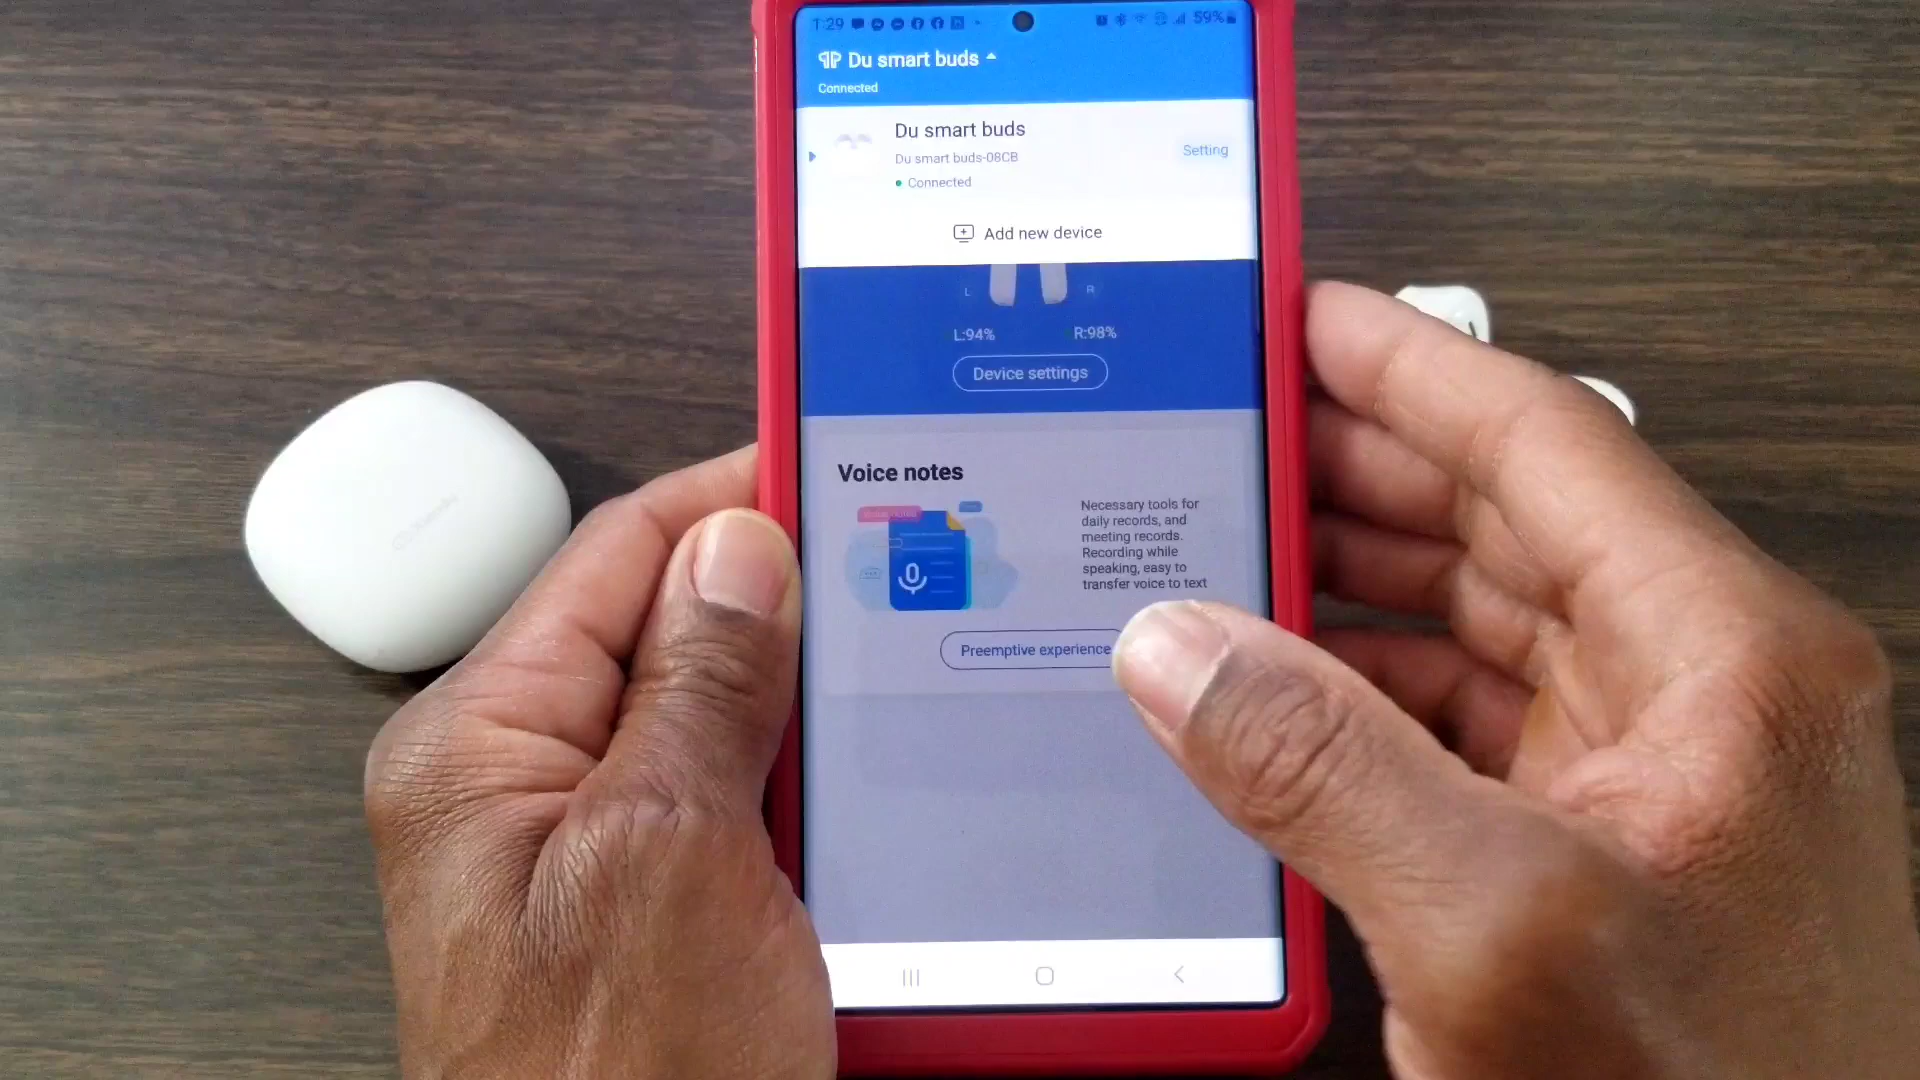 1:29
59%
Du smart buds
Connected
Du smart buds
Du smart buds-08CB
Connected
Setting
Add new device
L
R
L:94%
R:98%
Device settings
Voice notes
Necessary tools for
daily records, and
meeting records.
Recording while
speaking, easy to
transfer voice to text
Preemptive experience